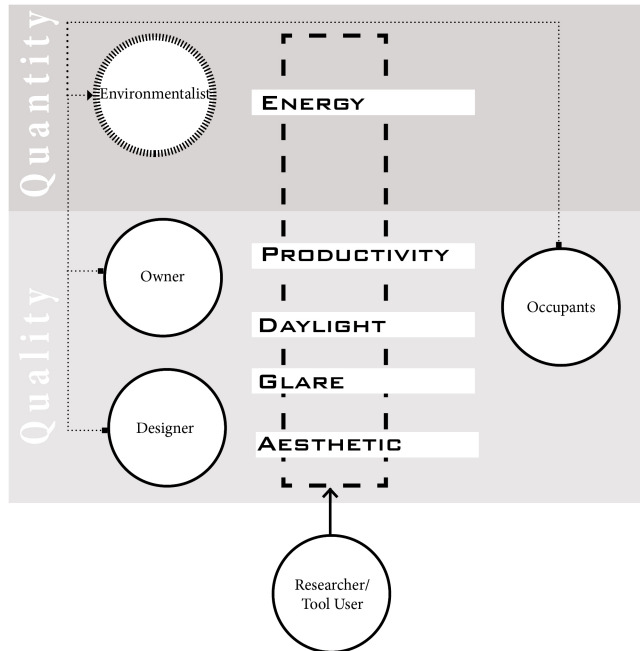 Quantity
Environmentalist
ENERGY
Quality
Owner
PRODUCTIVITY
Occupants
DAYLIGHT
GLARE
Designer
AESTHETIC
Researcher/
Tool User